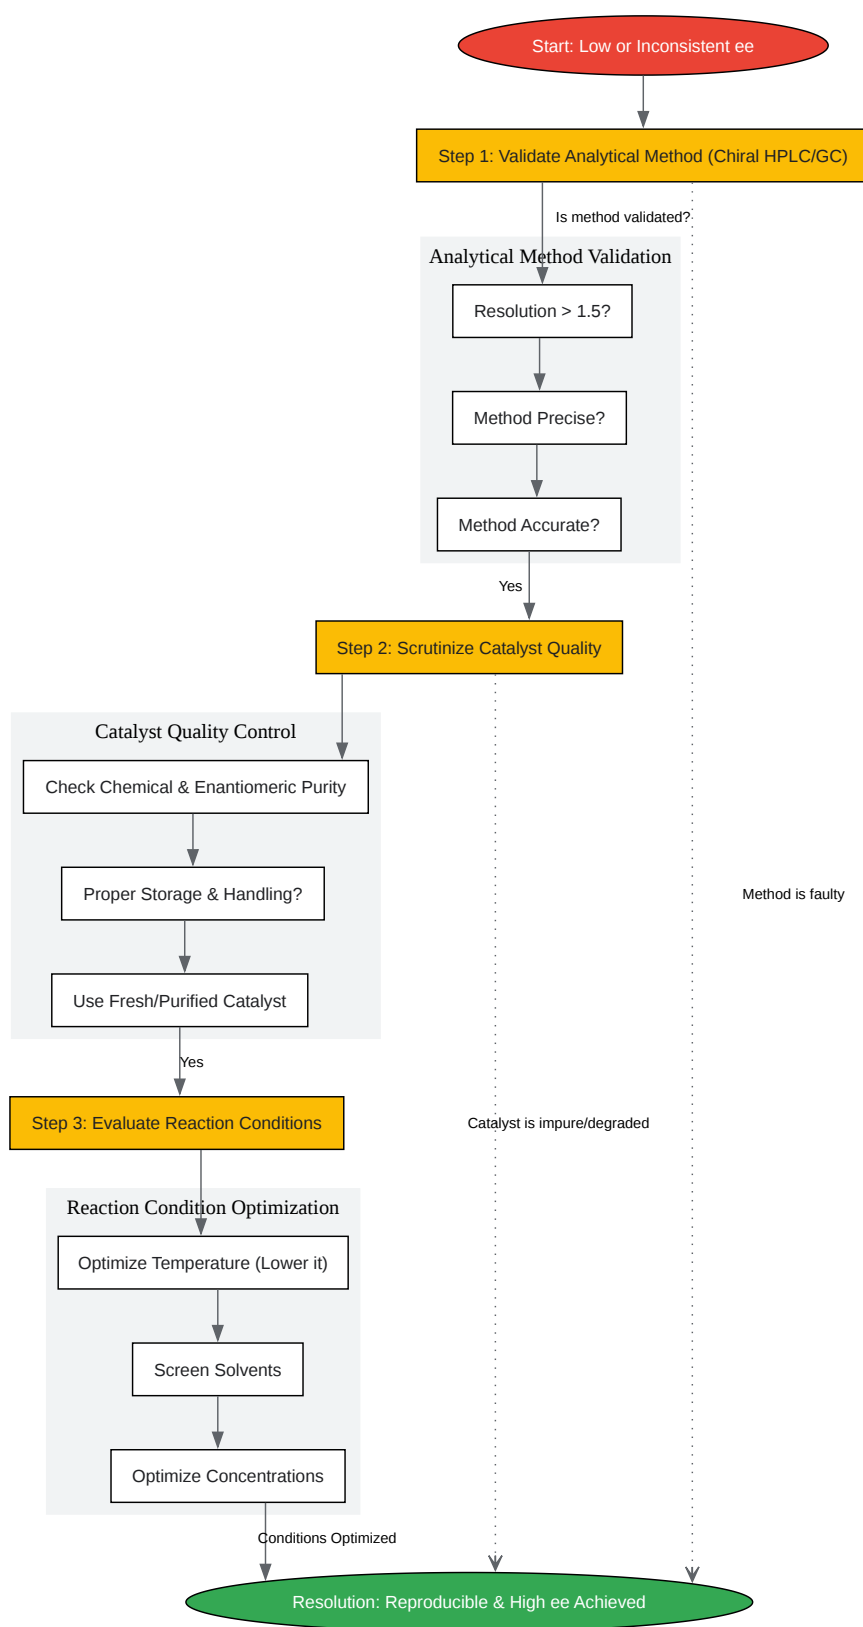 Start: Low or Inconsistent ee
Step 1: Validate Analytical Method (Chiral HPLC/GC)
Is method validated?
Analytical Method Validation
Resolution > 1.5?
Method Precise?
Method Accurate?
Yes
Step 2: Scrutinize Catalyst Quality
Catalyst Quality Control
Check Chemical & Enantiomeric Purity
Proper Storage & Handling?
Method is faulty
Use Fresh/Purified Catalyst
Yes
Step 3: Evaluate Reaction Conditions
Catalyst is impure/degraded
Reaction Condition Optimization
Optimize Temperature (Lower it)
Screen Solvents
Optimize Concentrations
Conditions Optimized
Resolution: Reproducible & High ee Achieved